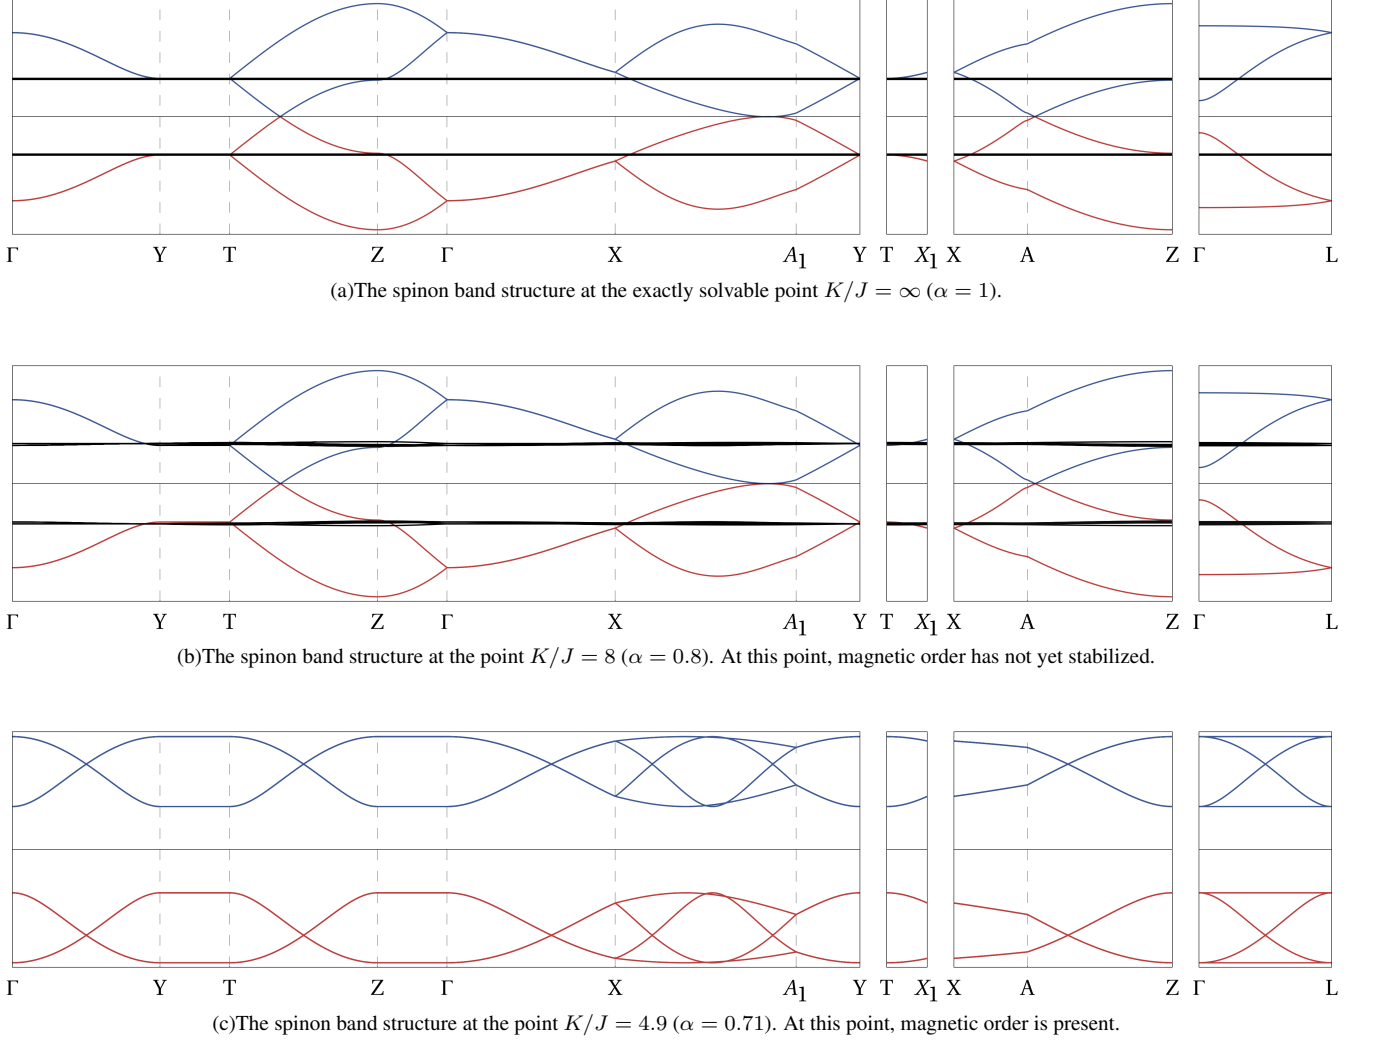 Γ Y T Z Γ X A1 Y T X1 X A Z Γ L
(a)The spinon band structure at the exactly solvable point K/J = ∞ (α = 1).
Γ Y T Z Γ X A1 Y T X1 X A Z Γ L
(b)The spinon band structure at the point K/J = 8 (α = 0.8). At this point, magnetic order has not yet stabilized.
Γ Y T Z Γ X A1 Y T X1 X A Z Γ L
(c)The spinon band structure at the point K/J = 4.9 (α = 0.71). At this point, magnetic order is present.